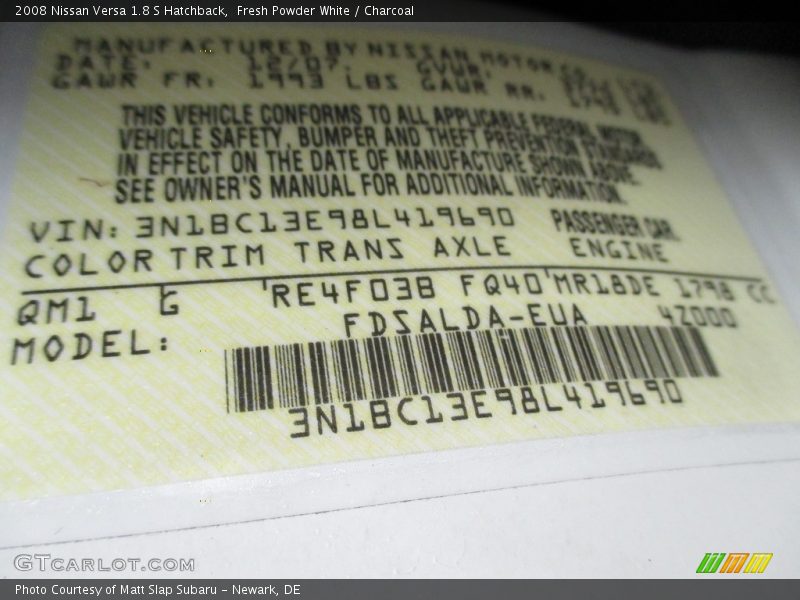 2008 Nissan Versa 1.8 S Hatchback,  Fresh Powder White / Charcoal
MANUFACTURED BY NISSAN MOTOR CO
DATE: 12/07 GVWR:
GAWR FR. 1993 LBS GAWR RR.
THIS VEHICLE CONFORMS TO ALL APPLICABLE FEDERAL MOTOR
VEHICLE SAFETY, BUMPER AND THEFT PREVENTION STANDARDS
IN EFFECT ON THE DATE OF MANUFACTURE SHOWN ABOVE.
SEE OWNER'S MANUAL FOR ADDITIONAL INFORMATION.
VIN: 3N1BC13E98L419690 PASSENGER CAR.
COLOR TRIM TRANS AXLE ENGINE
QM1 G 'RE4F03B FQ40'MR18DE 1798 CC
MODEL: FDSALDA-EUA 4Z000
3N1BC13E98L419690
GTCARLOT.COM
Photo Courtesy of Matt Slap Subaru - Newark, DE